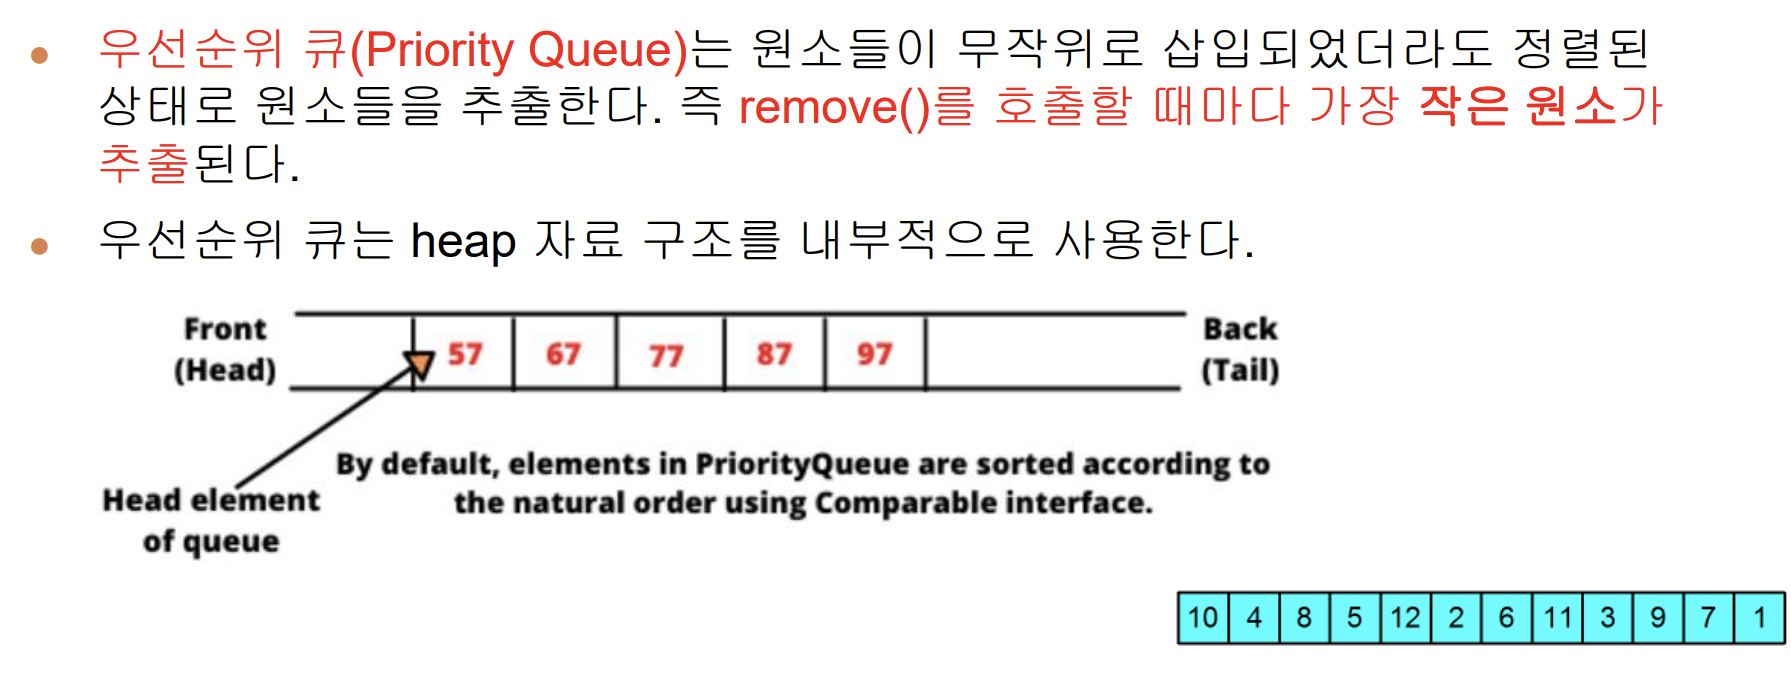 우선순위 큐(Priority Queue)는 원소들이 무작위로 삽입되었더라도 정렬된
상태로 원소들을 추출한다. 즉 remove()를 호출할 때마다 가장 작은 원소가
추출된다.
우선순위 큐는 heap 자료 구조를 내부적으로 사용한다.
Front
(Head)
57 67 77 87 97
Back
(Tail)
By default, elements in PriorityQueue are sorted according to
the natural order using Comparable interface.
Head element
of queue
10 4 8 5 12 2 6 11 3 9 7 1